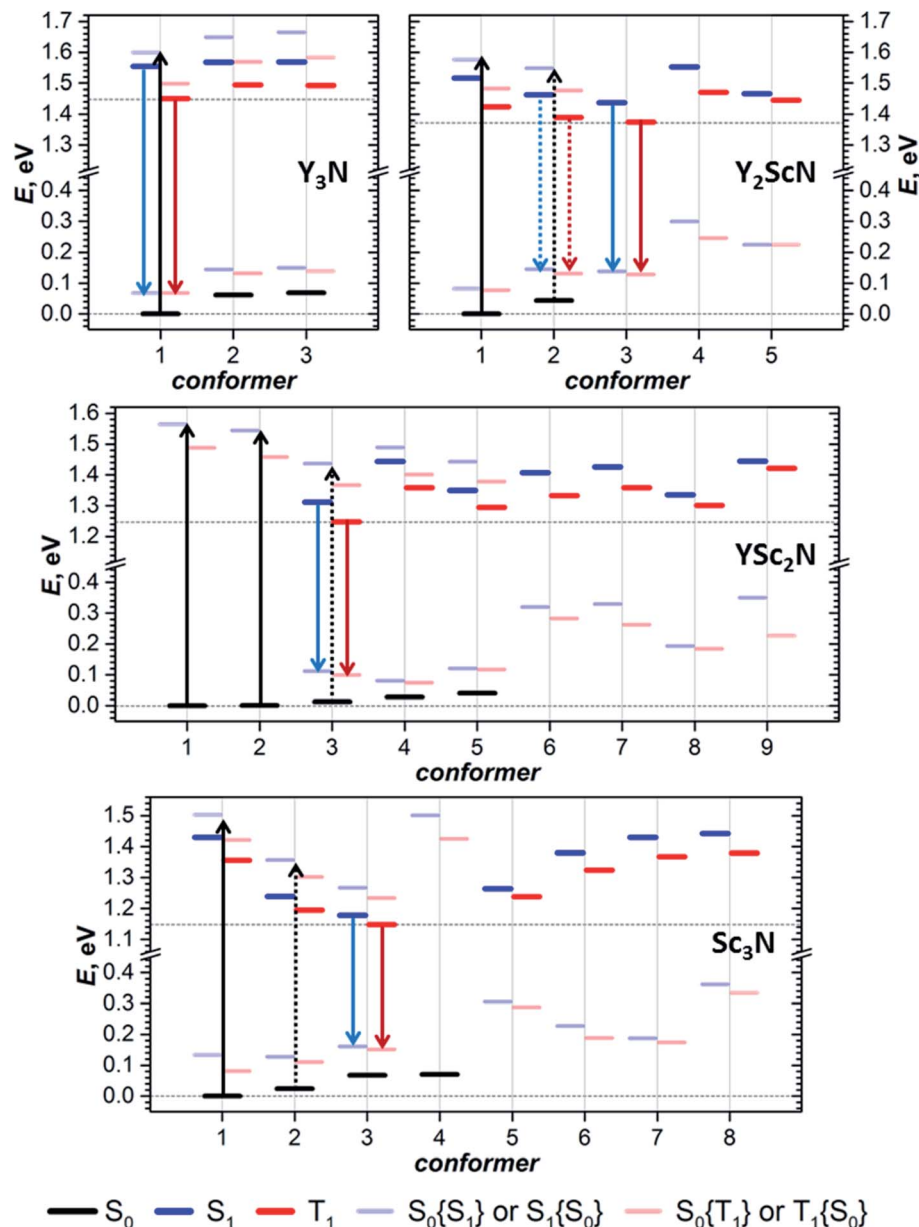 1.7
1.6
1.5
1.4
1.3
0.4
0.3
0.2
0.1
0.0
E, eV
Y₃N
1 2 3
conformer
Y₂ScN
1 2 3 4 5
conformer
1.7
1.6
1.5
1.4
1.3
0.4
0.3
0.2
0.1
0.0
E, eV
1.6
1.5
1.4
1.3
1.2
0.4
0.3
0.2
0.1
0.0
E, eV
YSc₂N
1 2 3 4 5 6 7 8 9
conformer
1.5
1.4
1.3
1.2
1.1
0.4
0.3
0.2
0.1
0.0
E, eV
Sc₃N
1 2 3 4 5 6 7 8
conformer
S₀ S₁ T₁ S₀{S₁} or S₁{S₀} S₀{T₁} or T₁{S₀}